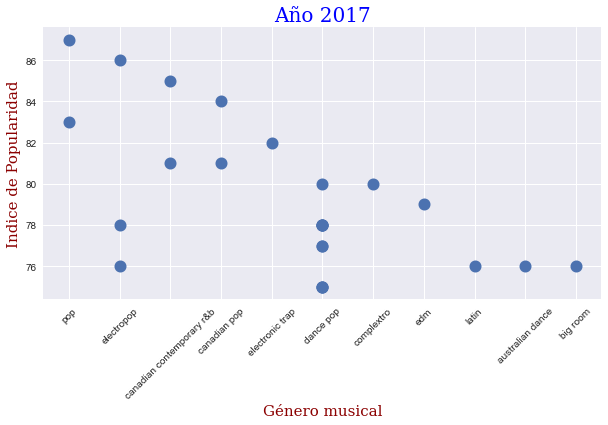 Año 2017
Indice de Popularidad
86
84
82
80
78
76
pop
electropop
canadian contemporary r&b
canadian pop
electronic trap
dance pop
complextro
edm
latin
australian dance
big room
Género musical